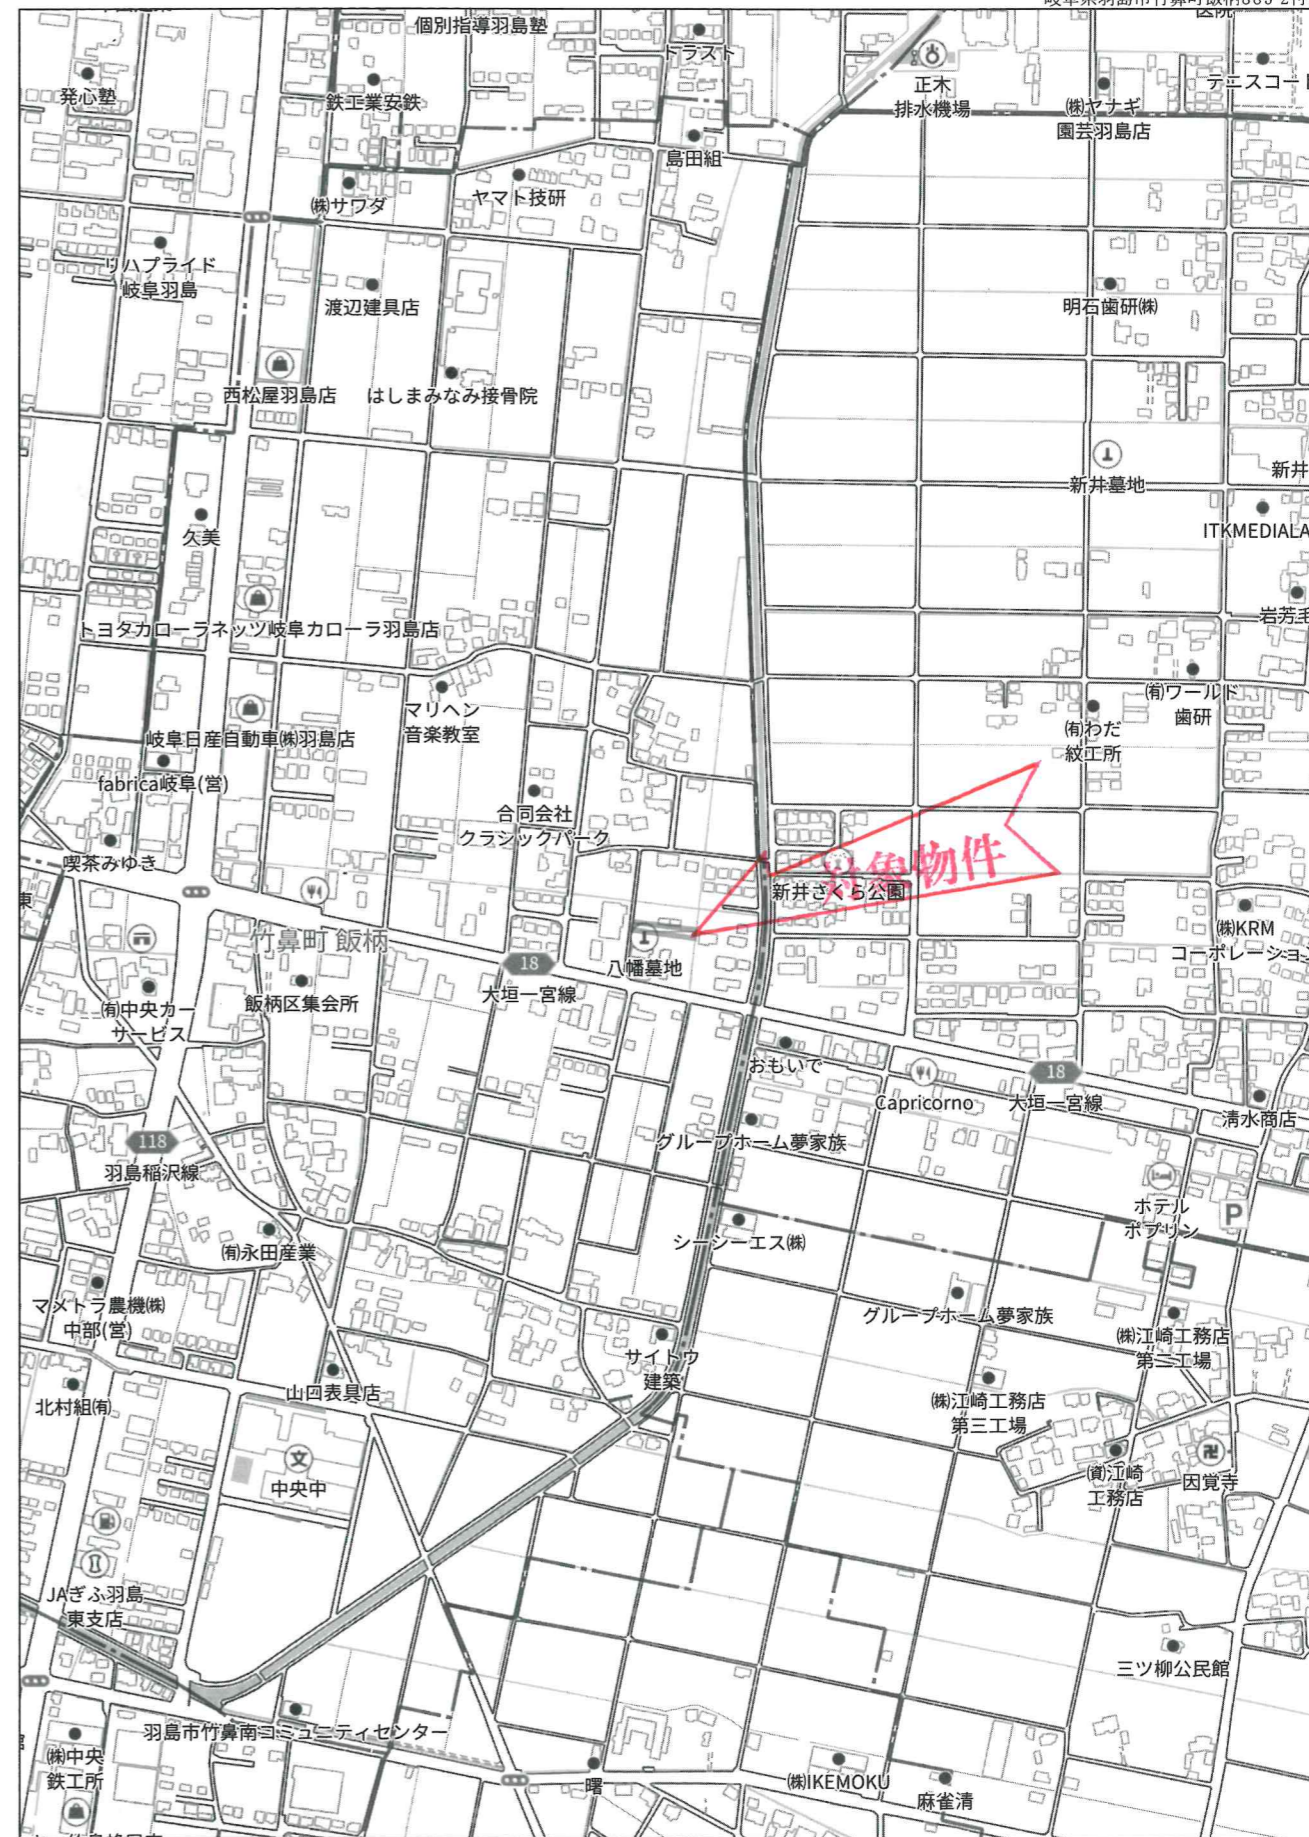 個別指導羽島塾
トラスト
発心塾
鉄工業安鉄
正木
排水機場
㈱ヤナギ
園芸羽島店
テニスコート
島田組
㈱サワダ
ヤマト技研
リハプライド
岐阜羽島
渡辺建具店
明石歯研㈱
西松屋羽島店
はしまみなみ接骨院
新井墓地
新井
久美
ITKMEDIALA
トヨタカローラネッツ岐阜カローラ羽島店
岩芳毛
マリヘン
音楽教室
㈲ワールド
歯研
岐阜日産自動車㈱羽島店
㈲わだ
紋工所
fabrica岐阜(営)
合同会社
クラシックパーク
喫茶みゆき
対象物件
新井さくら公園
東
竹鼻町飯柄
18
八幡墓地
大垣一宮線
㈱KRM
コーポレーション
飯柄区集会所
㈲中央カー
サービス
おもいで
Capricorno
18
大垣一宮線
清水商店
118
羽島稲沢線
グループホーム夢家族
ホテル
ポプリン
P
㈲永田産業
シーシーエス㈱
マメトラ農機㈱
中部(営)
グループホーム夢家族
㈱江崎工務店
第二工場
サイトウ
建築
山口表具店
北村組㈲
㈱江崎工務店
第三工場
文
中央中
㈾江崎
工務店
卍
因覚寺
JAぎふ羽島
東支店
三ツ柳公民館
羽島市竹鼻南コミュニティセンター
㈱中央
鉄工所
曙
㈱IKEMOKU
麻雀清